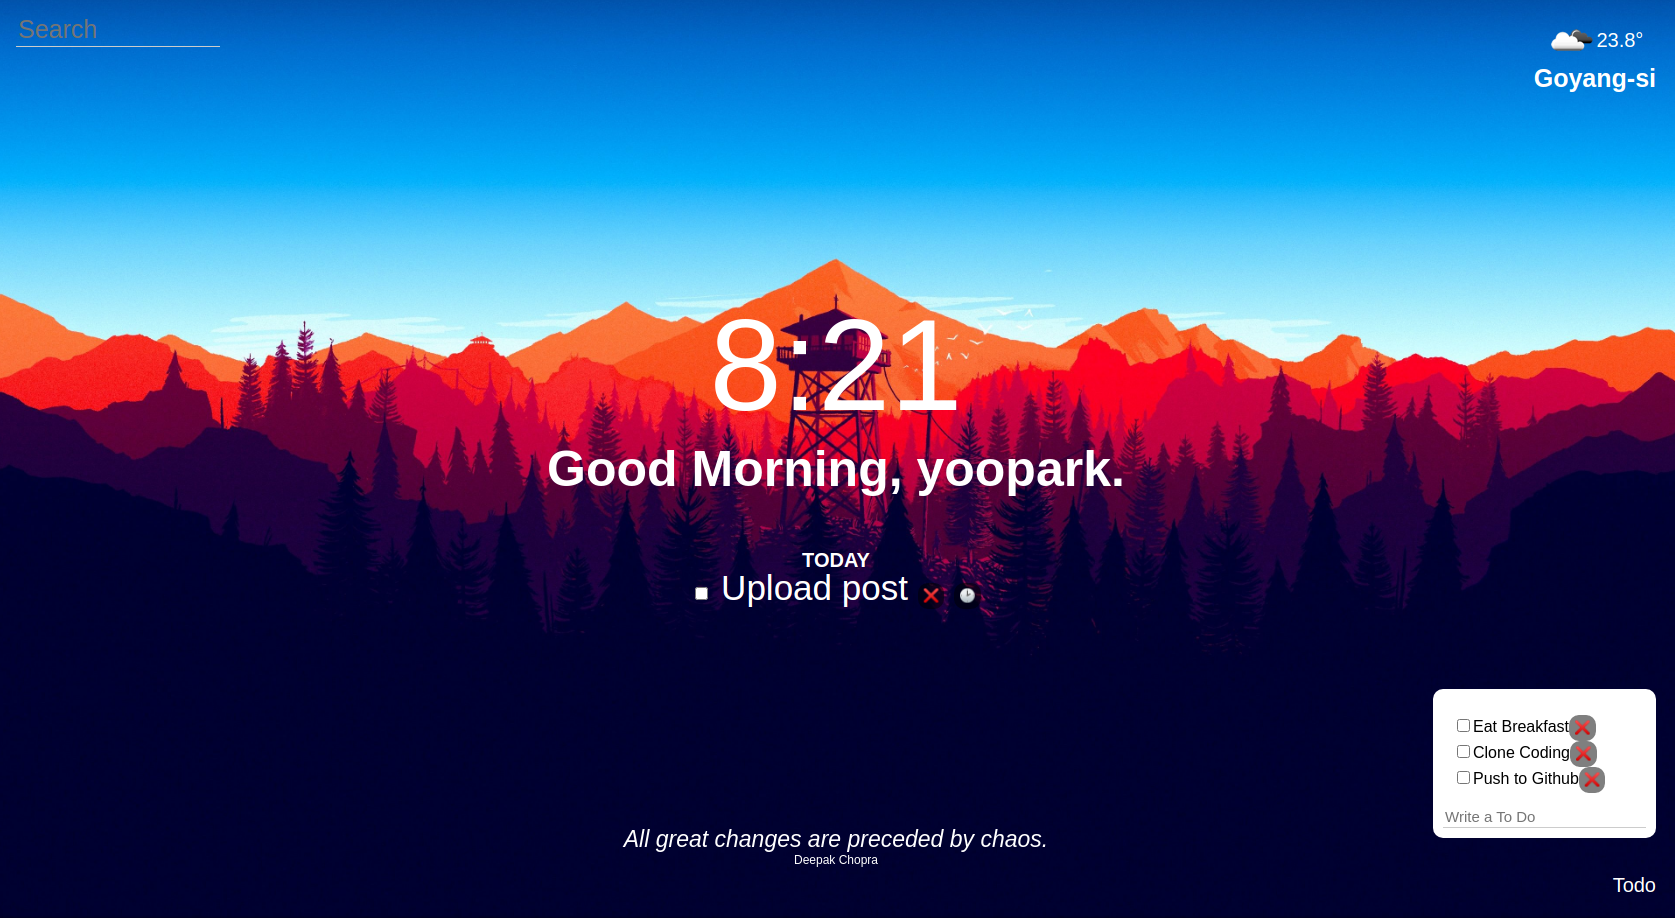 Search
23.8°
Goyang-si
8:21
Good Morning, yoopark.
TODAY
Upload post
Eat Breakfast
Clone Coding
Push to Github
Write a To Do
All great changes are preceded by chaos.
Deepak Chopra
Todo